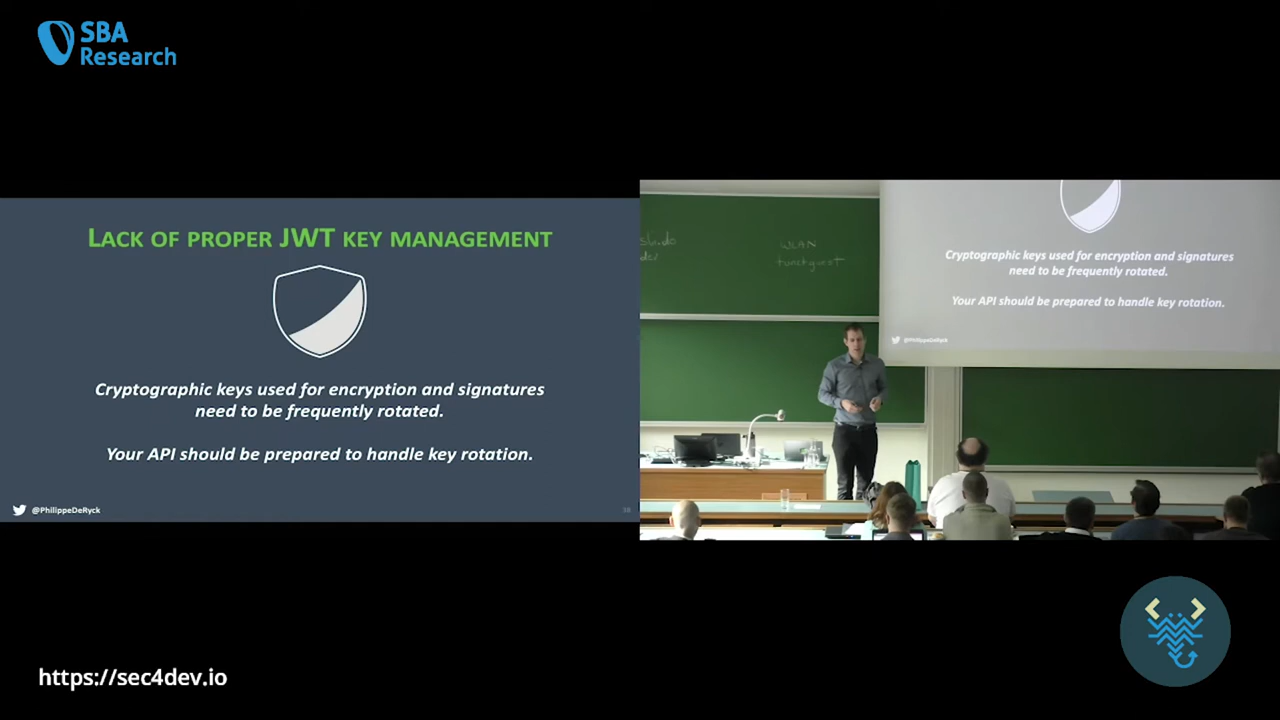 SBA
Research
LACK OF PROPER JWT KEY MANAGEMENT
Cryptographic keys used for encryption and signatures
need to be frequently rotated.
Your API should be prepared to handle key rotation.
@PhilippeDeRyck
38
WLAN
Cryptographic keys used for encryption and signatures
need to be frequently rotated.
Your API should be prepared to handle key rotation.
@PhilippeDeRyck
https://sec4dev.io